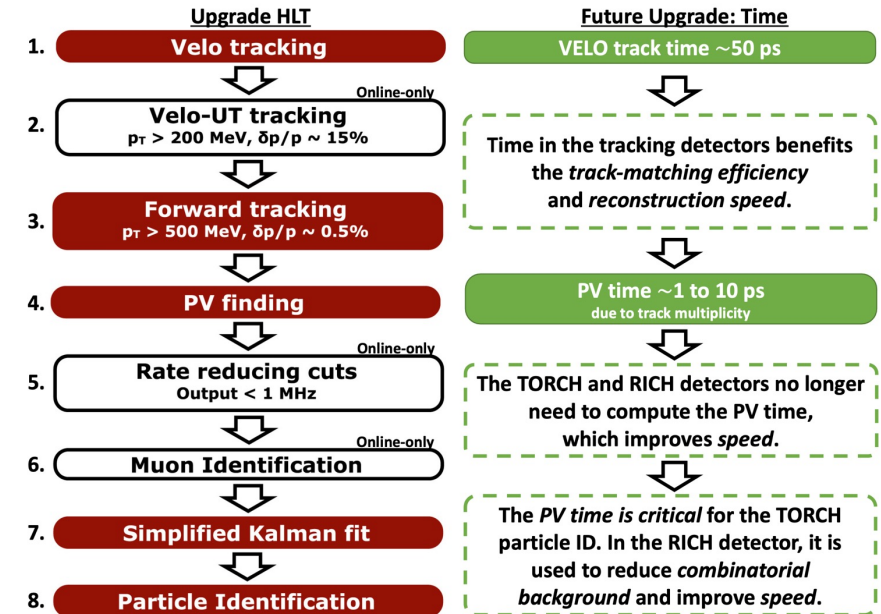 Upgrade HLT
1.
Velo tracking
Online-only
2.
Velo-UT tracking
pT > 200 MeV, δp/p ~ 15%
3.
Forward tracking
pT > 500 MeV, δp/p ~ 0.5%
4.
PV finding
Online-only
5.
Rate reducing cuts
Output < 1 MHz
Online-only
6.
Muon Identification
7.
Simplified Kalman fit
8.
Particle Identification
Future Upgrade: Time
VELO track time ~50 ps
Time in the tracking detectors benefits
the track-matching efficiency
and reconstruction speed.
PV time ~1 to 10 ps
due to track multiplicity
The TORCH and RICH detectors no longer
need to compute the PV time,
which improves speed.
The PV time is critical for the TORCH
particle ID. In the RICH detector, it is
used to reduce combinatorial
background and improve speed.